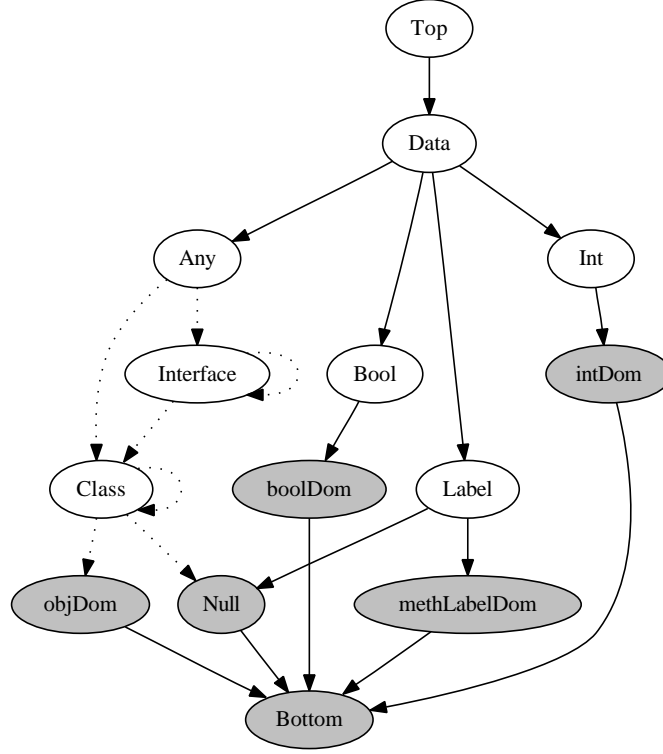 Top
Data
Any
Int
Interface
Bool
intDom
Class
boolDom
Label
objDom
Null
methLabelDom
Bottom